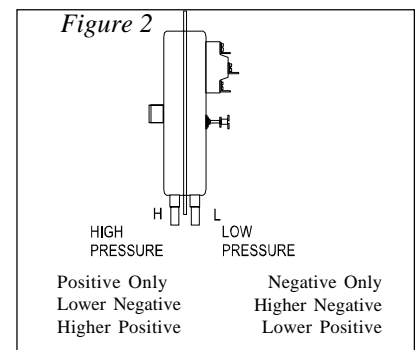 Figure 2
H L
HIGH PRESSURE
LOW PRESSURE
Positive Only Negative Only
Lower Negative Higher Negative
Higher Positive Lower Positive